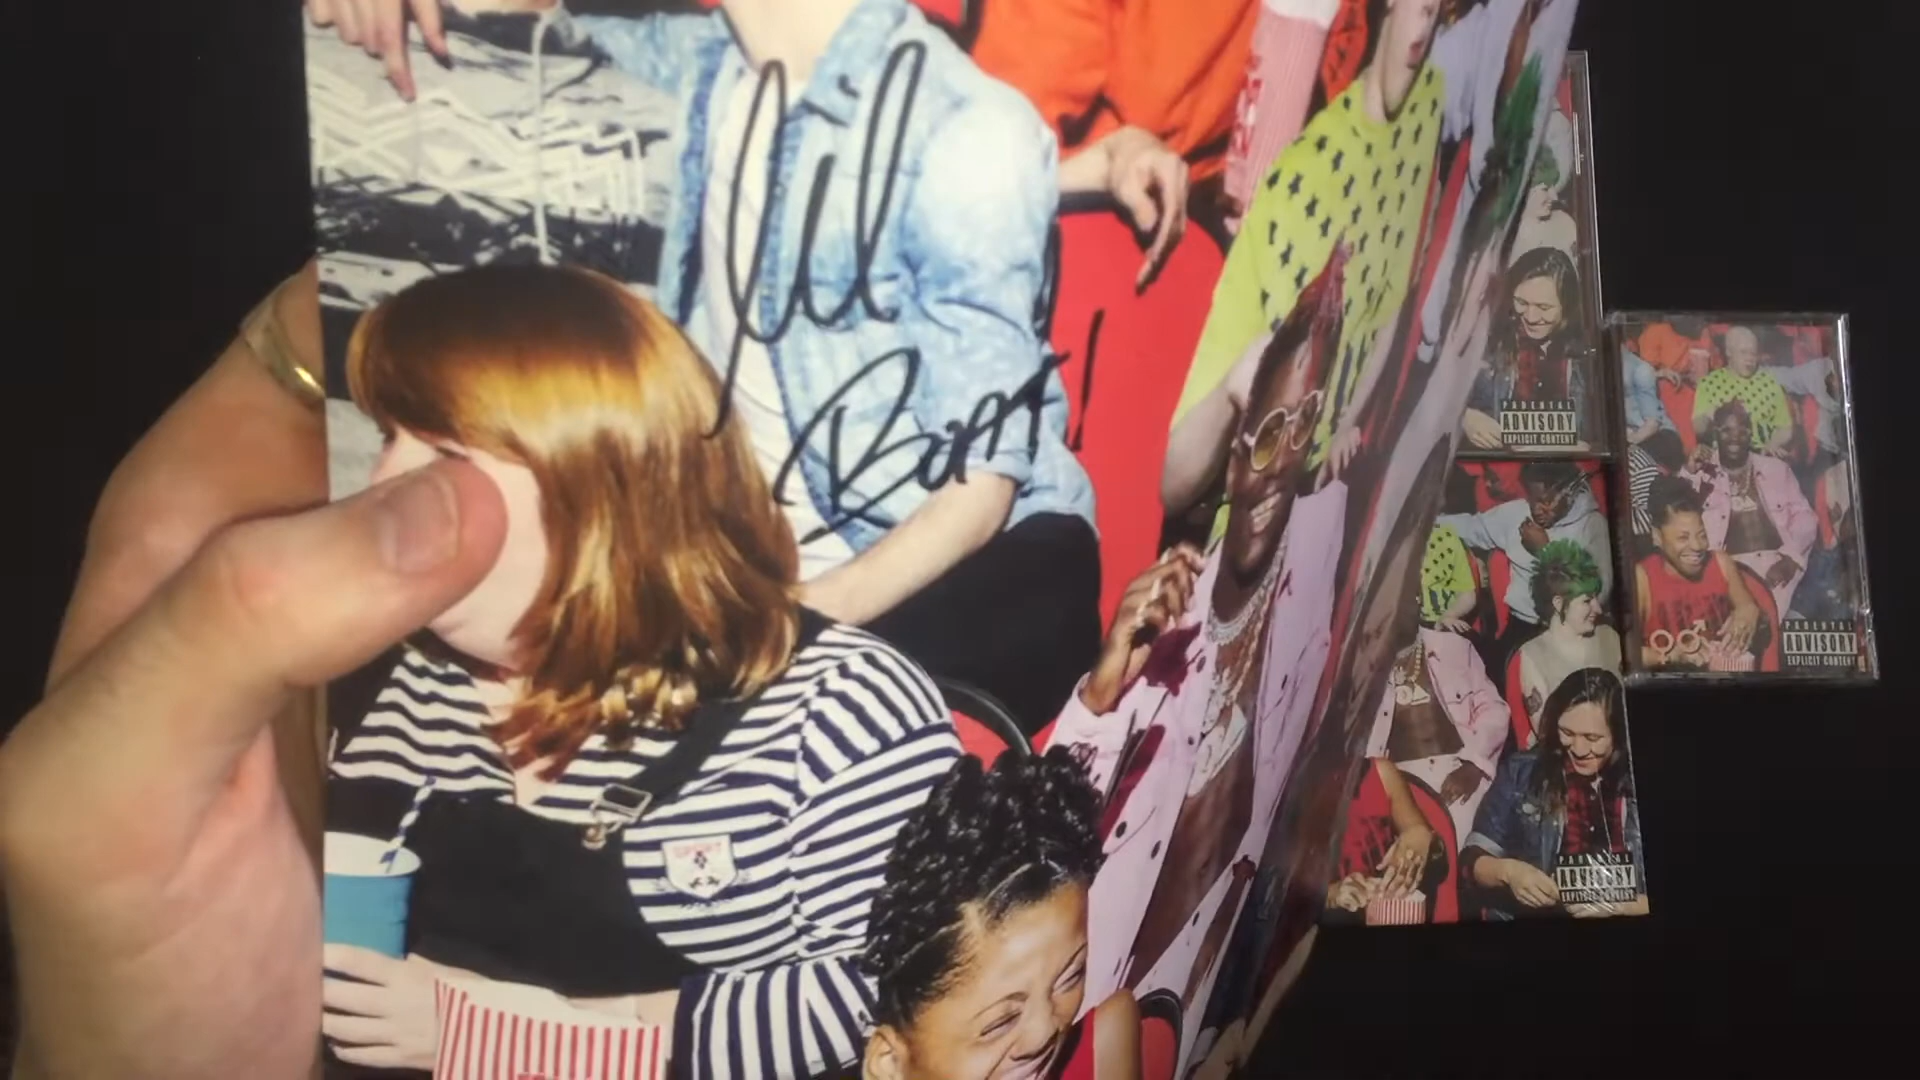 lil
BOAT!
PARENTAL
ADVISORY
EXPLICIT CONTENT
PARENTAL
ADVISORY
EXPLICIT CONTENT
PARENTAL
ADVISORY
EXPLICIT CONTENT